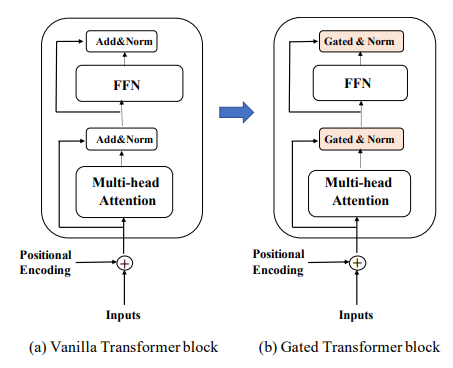 Add&Norm
FFN
Add&Norm
Multi-head
Attention
Positional
Encoding
+
Inputs
(a) Vanilla Transformer block
Gated & Norm
FFN
Gated & Norm
Multi-head
Attention
Positional
Encoding
+
Inputs
(b) Gated Transformer block